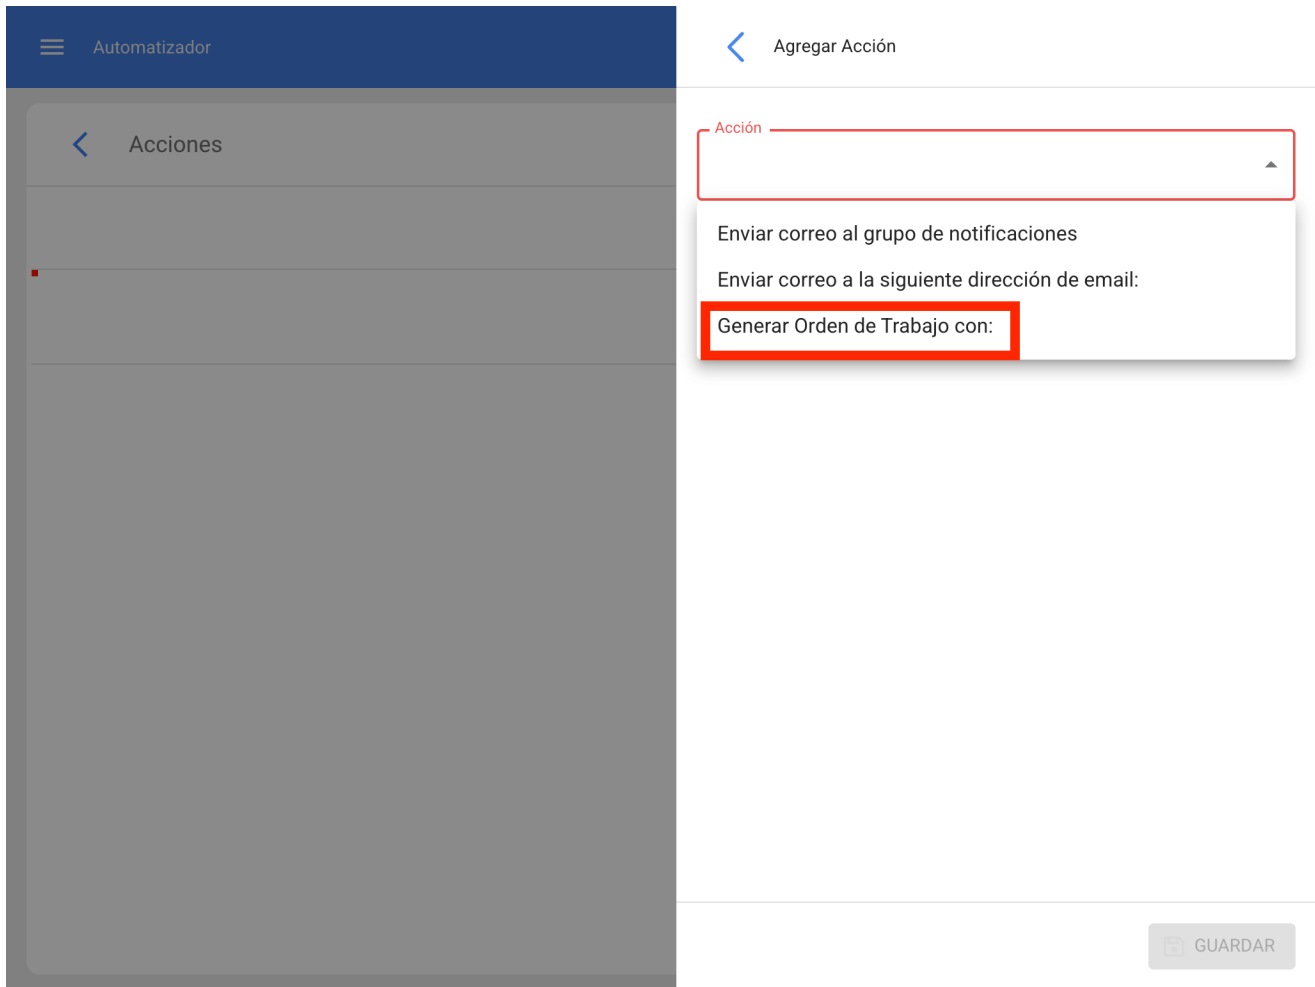 Automatizador
Agregar Acción
Acciones
Acción
Enviar correo al grupo de notificaciones
Enviar correo a la siguiente dirección de email:
Generar Orden de Trabajo con:
GUARDAR